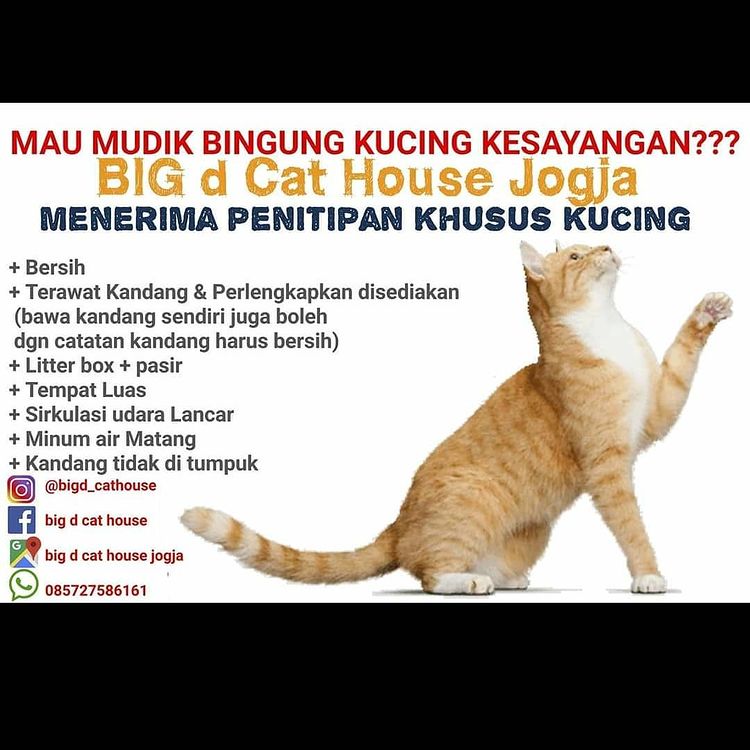 MAU MUDIK BINGUNG KUCING KESAYANGAN???
BIG d Cat House Jogja
MENERIMA PENITIPAN KHUSUS KUCING
+ Bersih
+ Terawat Kandang & Perlengkapkan disediakan
(bawa kandang sendiri juga boleh
dgn catatan kandang harus bersih)
+ Litter box + pasir
+ Tempat Luas
+ Sirkulasi udara Lancar
+ Minum air Matang
+ Kandang tidak di tumpuk
@bigd_cathouse
big d cat house
big d cat house jogja
085727586161